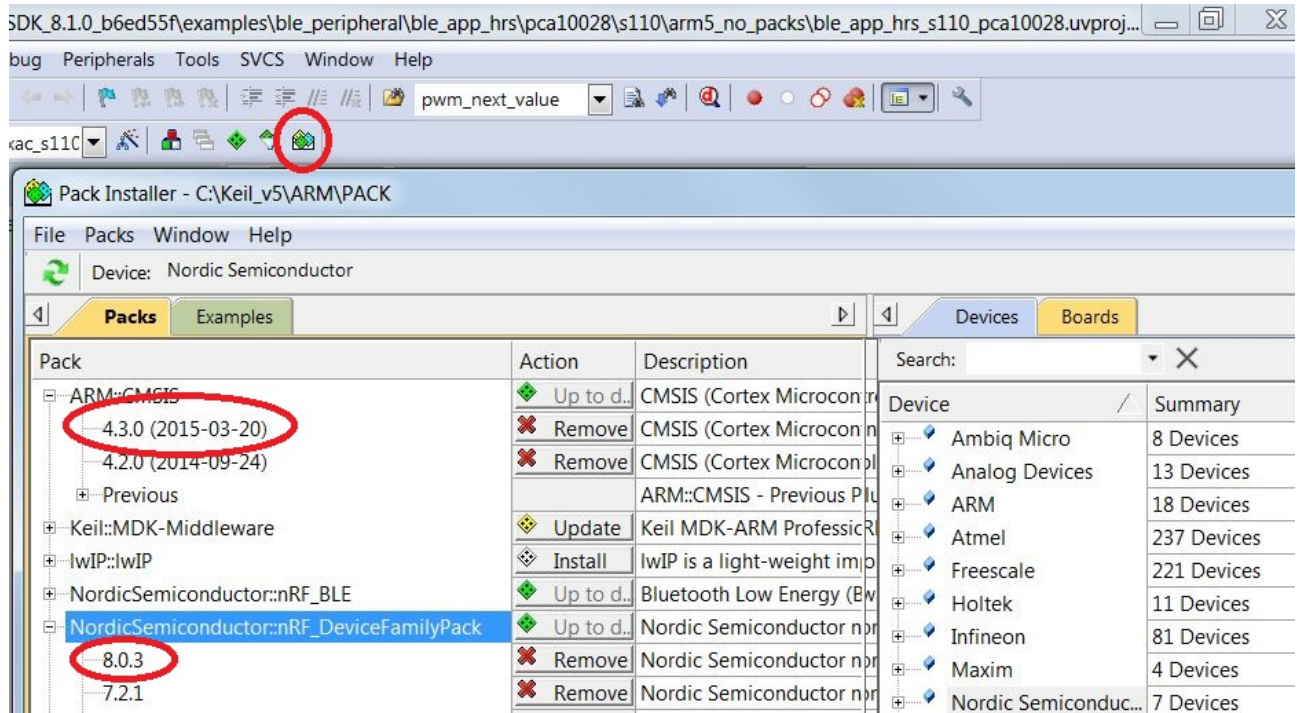 SDK_8.1.0_b6ed55f\examples\ble_peripheral\ble_app_hrs\pca10028\s110\arm5_no_packs\ble_app_hrs_s110_pca10028.uvproj...
bug Peripherals Tools SVCS Window Help
pwm_next_value
xac_s110
Pack Installer - C:\Keil_v5\ARM\PACK
File Packs Window Help
Device: Nordic Semiconductor
Packs Examples Devices Boards
Pack Action Description Search:
ARM::CMSIS Up to d.. CMSIS (Cortex Microcontr
Device Summary
4.3.0 (2015-03-20) Remove CMSIS (Cortex Microcon
Ambiq Micro 8 Devices
4.2.0 (2014-09-24) Remove CMSIS (Cortex Microcon
Analog Devices 13 Devices
Previous ARM::CMSIS - Previous P
ARM 18 Devices
Keil::MDK-Middleware Update Keil MDK-ARM Professic
Atmel 237 Devices
lwIP::lwIP Install lwIP is a light-weight imp
Freescale 221 Devices
NordicSemiconductor::nRF_BLE Up to d.. Bluetooth Low Energy (B
Holtek 11 Devices
NordicSemiconductor::nRF_DeviceFamilyPack Up to d.. Nordic Semiconductor n
Infineon 81 Devices
8.0.3 Remove Nordic Semiconductor n
Maxim 4 Devices
7.2.1 Remove Nordic Semiconductor n
Nordic Semiconduc... 7 Devices